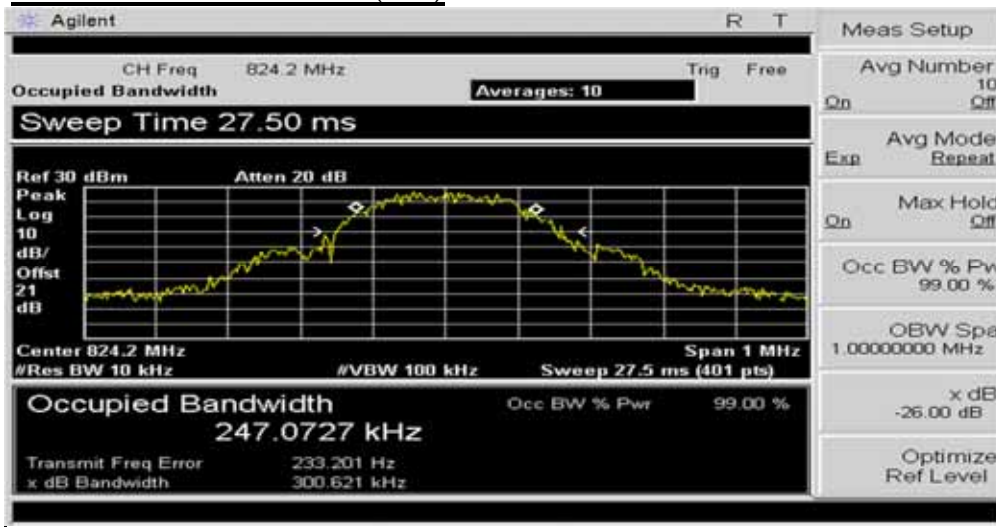 Agilent R T
CH Freq 824.2 MHz Trig Free
Occupied Bandwidth Averages: 10
Sweep Time 27.50 ms
Ref 30 dBm Atten 20 dB
Peak
Log
10
dB/
Offst
21
dB
Center 824.2 MHz Span 1 MHz
#Res BW 10 kHz #VBW 100 kHz Sweep 27.5 ms (401 pts)
Occupied Bandwidth Occ BW % Pwr 99.00 %
247.0727 kHz
Transmit Freq Error 233.201 Hz
x dB Bandwidth 300.621 kHz
Meas Setup
Avg Number
10
On Off
Avg Mode
Exp Repeat
Max Hold
On Off
Occ BW % Pw
99.00 %
OBW Spa
1.00000000 MHz
x dB
-26.00 dB
Optimize
Ref Level